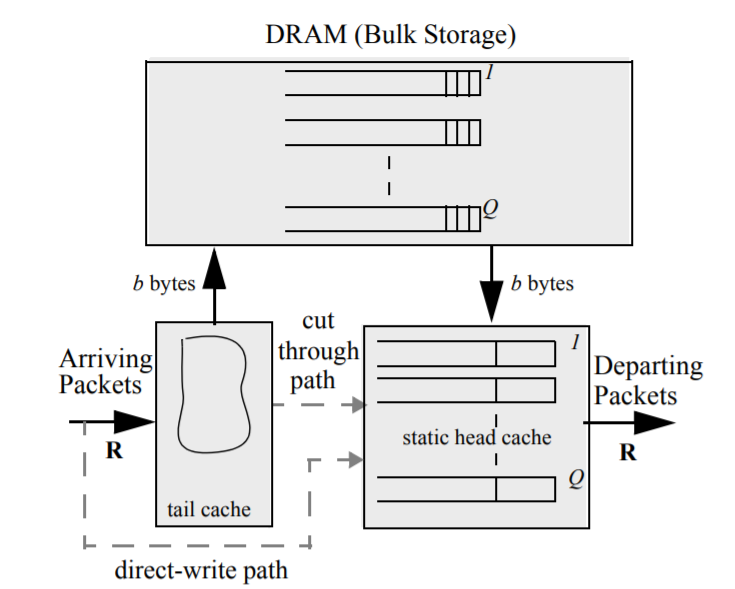 DRAM (Bulk Storage)
1
Q
b bytes
b bytes
cut
through
path
Arriving
Packets
R
tail cache
1
static head cache
Q
Departing
Packets
R
direct-write path